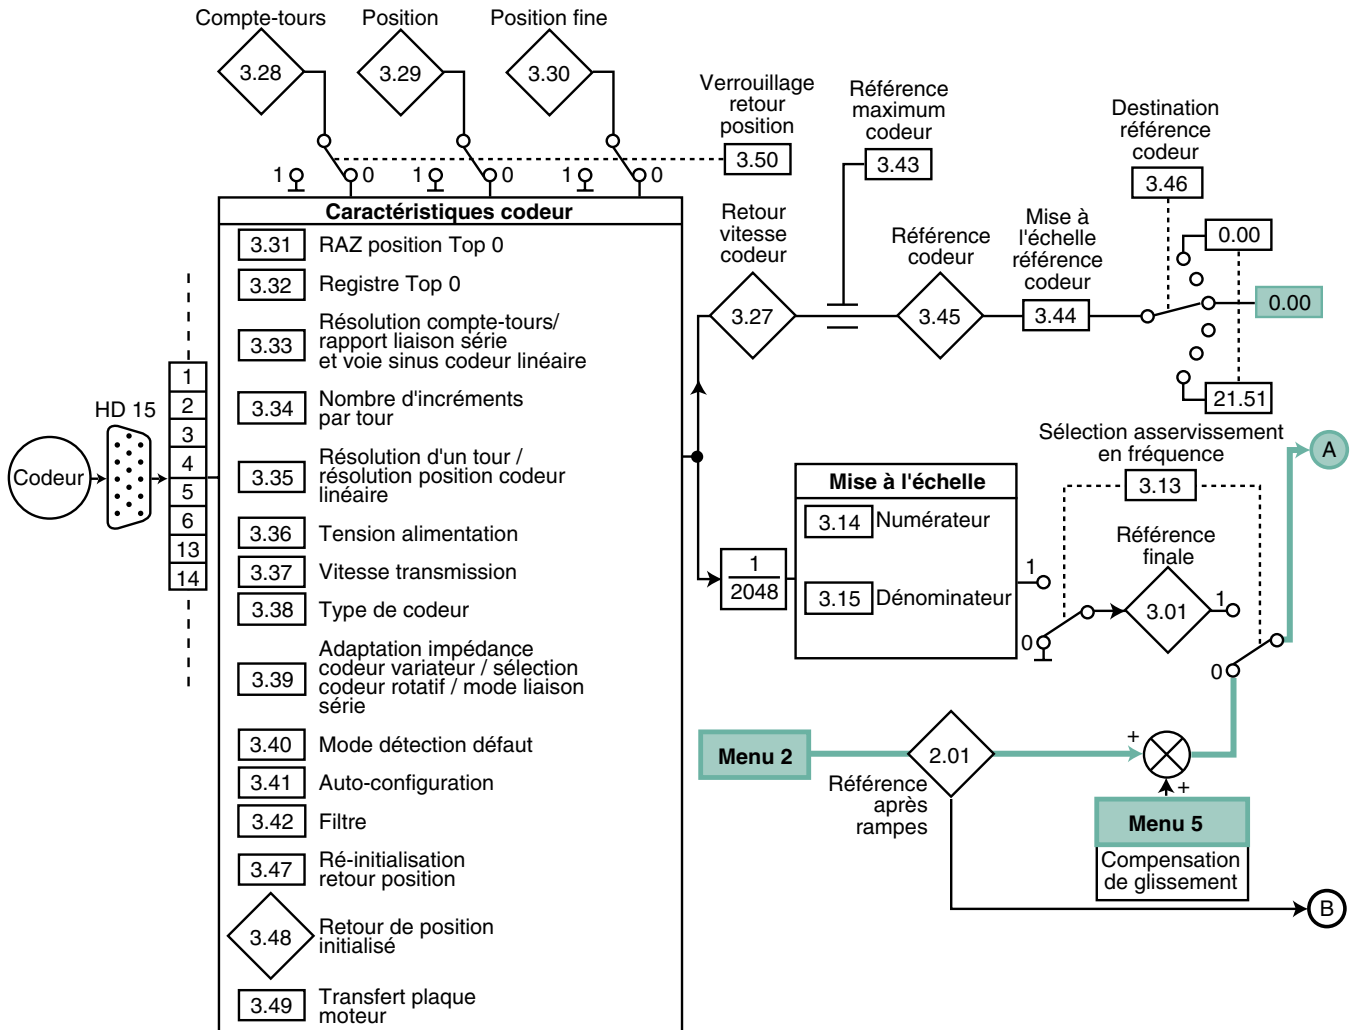 Compte-tours
Position
Position fine
3.28
3.29
3.30
1
0
1
0
1
0
Verrouillage
retour
position
3.50
Référence
maximum
codeur
3.43
Destination
référence
codeur
3.46
Caractéristiques codeur
3.31 RAZ position Top 0
3.32 Registre Top 0
3.33 Résolution compte-tours/
rapport liaison série
et voie sinus codeur linéaire
3.34 Nombre d'incréments
par tour
3.35 Résolution d'un tour /
résolution position codeur
linéaire
3.36 Tension alimentation
3.37 Vitesse transmission
3.38 Type de codeur
3.39 Adaptation impédance
codeur variateur / sélection
codeur rotatif / mode liaison
série
3.40 Mode détection défaut
3.41 Auto-configuration
3.42 Filtre
3.47 Ré-initialisation
retour position
3.48 Retour de position
initialisé
3.49 Transfert plaque
moteur
Codeur
HD 15
1
2
3
4
5
6
13
14
Retour
vitesse
codeur
3.27
Référence
codeur
3.45
Mise à
l'échelle
référence
codeur
3.44
0.00
0.00
21.51
Sélection asservissement
en fréquence
3.13
A
1
2048
Mise à l'échelle
3.14 Numérateur
3.15 Dénominateur
1
0
Référence
finale
3.01
1
0
Menu 2
2.01
Référence
après
rampes
+
+
Menu 5
Compensation
de glissement
B